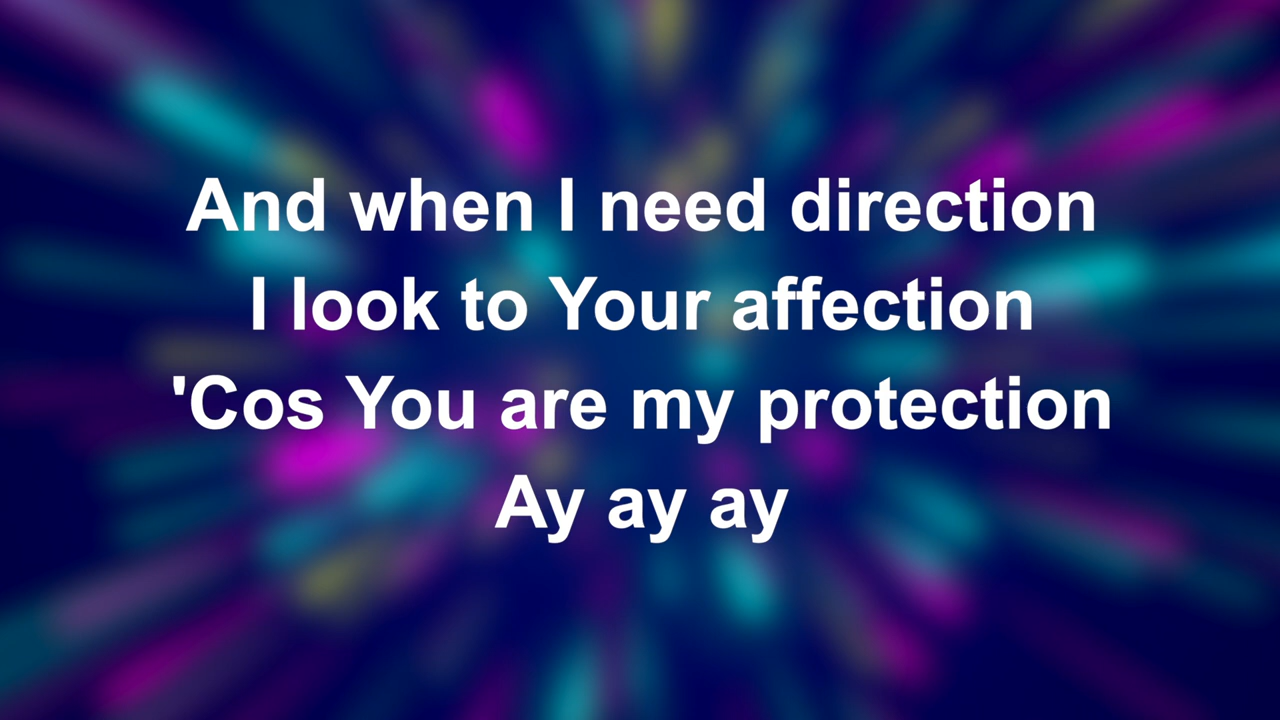 And when I need direction
I look to Your affection
'Cos You are my protection
Ay ay ay